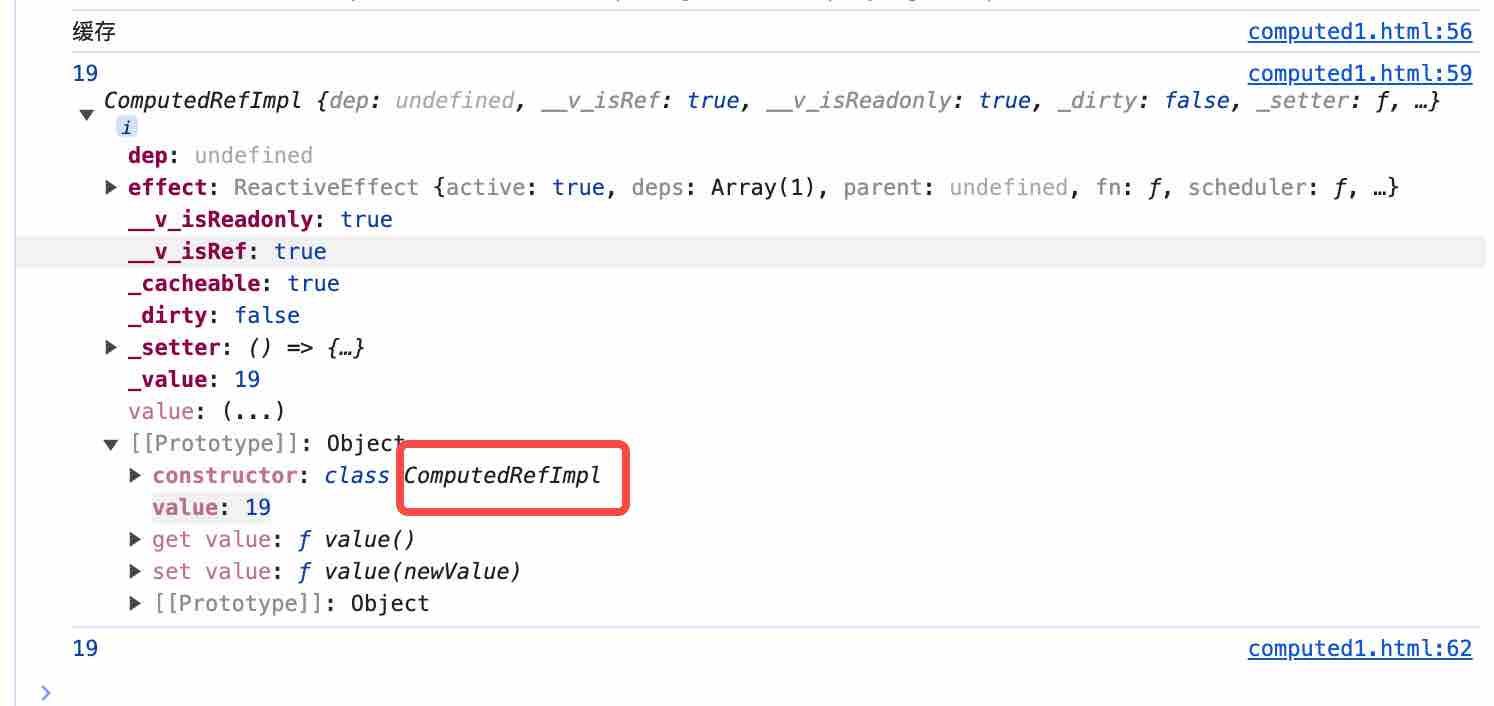 缓存 computed1.html:56
19 computed1.html:59
ComputedRefImpl {dep: undefined, __v_isRef: true, __v_isReadonly: true, _dirty: false, _setter: ƒ, …}
i
dep: undefined
effect: ReactiveEffect {active: true, deps: Array(1), parent: undefined, fn: ƒ, scheduler: ƒ, …}
__v_isReadonly: true
__v_isRef: true
_cacheable: true
_dirty: false
_setter: () => {…}
_value: 19
value: (...)
[[Prototype]]: Object
constructor: class ComputedRefImpl
value: 19
get value: ƒ value()
set value: ƒ value(newValue)
[[Prototype]]: Object
19 computed1.html:62